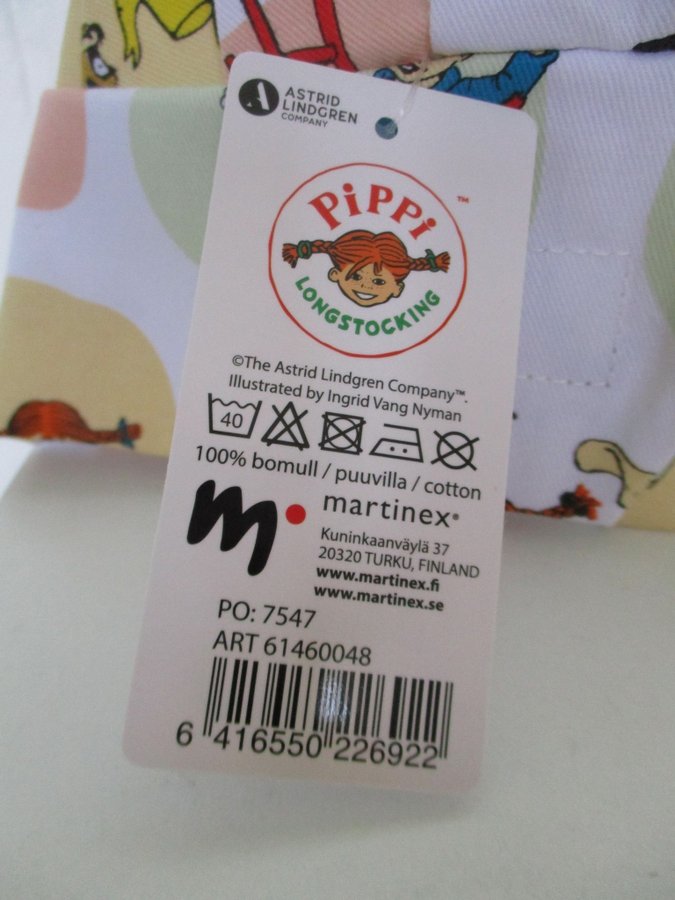 A
ASTRID
LINDGREN
COMPANY
PiPPi
™
LONGSTOCKING
©The Astrid Lindgren Company™.
Illustrated by Ingrid Vang Nyman
40
100% bomull / puuvilla / cotton
m
martinex®
Kuninkaanväylä 37
20320 TURKU, FINLAND
www.martinex.fi
www.martinex.se
PO: 7547
ART 61460048
6 416550 226922